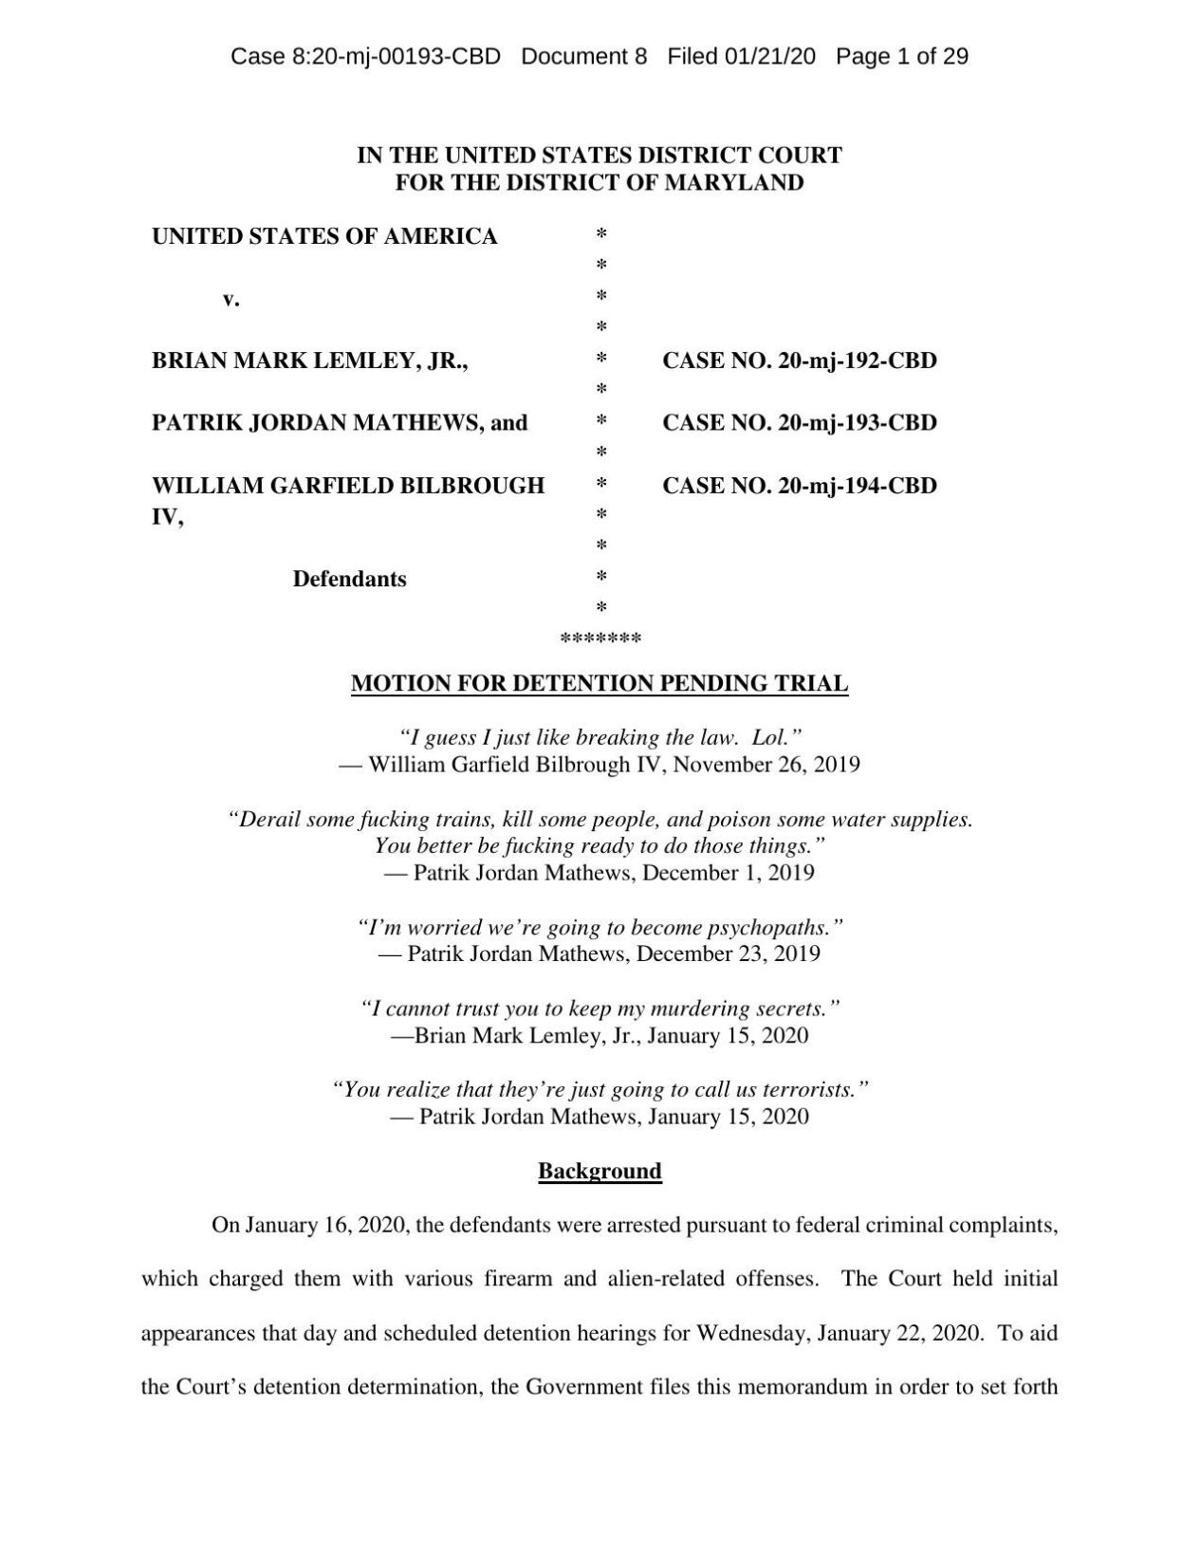 Case 8:20-mj-00193-CBD Document 8 Filed 01/21/20 Page 1 of 29
IN THE UNITED STATES DISTRICT COURT
FOR THE DISTRICT OF MARYLAND
UNITED STATES OF AMERICA *
*
v. *
*
BRIAN MARK LEMLEY, JR., * CASE NO. 20-mj-192-CBD
*
PATRIK JORDAN MATHEWS, and * CASE NO. 20-mj-193-CBD
*
WILLIAM GARFIELD BILBROUGH * CASE NO. 20-mj-194-CBD
IV, *
*
Defendants *
*
*******
MOTION FOR DETENTION PENDING TRIAL
“I guess I just like breaking the law. Lol.”
— William Garfield Bilbrough IV, November 26, 2019
“Derail some fucking trains, kill some people, and poison some water supplies.
You better be fucking ready to do those things.”
— Patrik Jordan Mathews, December 1, 2019
“I’m worried we’re going to become psychopaths.”
— Patrik Jordan Mathews, December 23, 2019
“I cannot trust you to keep my murdering secrets.”
—Brian Mark Lemley, Jr., January 15, 2020
“You realize that they’re just going to call us terrorists.”
— Patrik Jordan Mathews, January 15, 2020
Background
On January 16, 2020, the defendants were arrested pursuant to federal criminal complaints,
which charged them with various firearm and alien-related offenses. The Court held initial
appearances that day and scheduled detention hearings for Wednesday, January 22, 2020. To aid
the Court’s detention determination, the Government files this memorandum in order to set forth